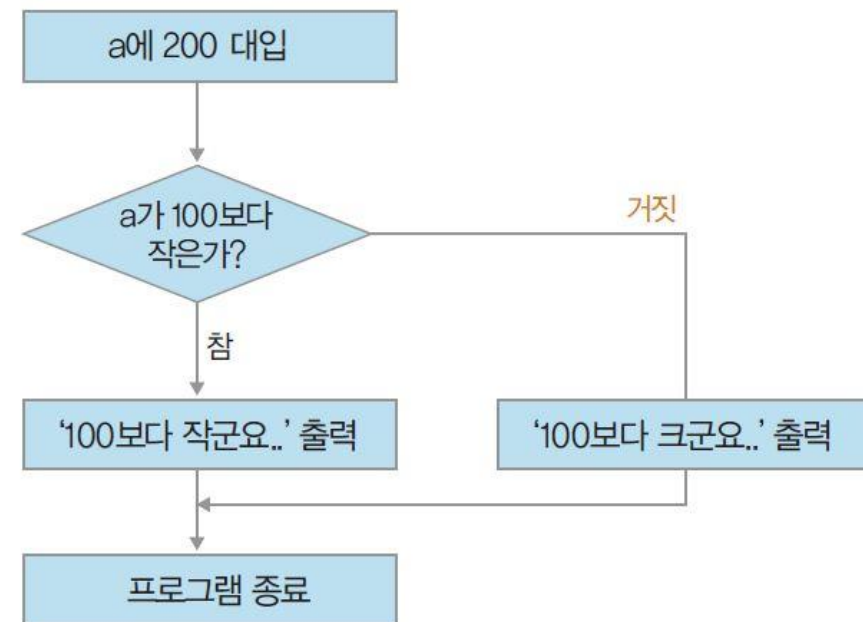 a에 200 대입
a가 100보다
작은가?
거짓
참
‘100보다 작군요..’ 출력
‘100보다 크군요..’ 출력
프로그램 종료